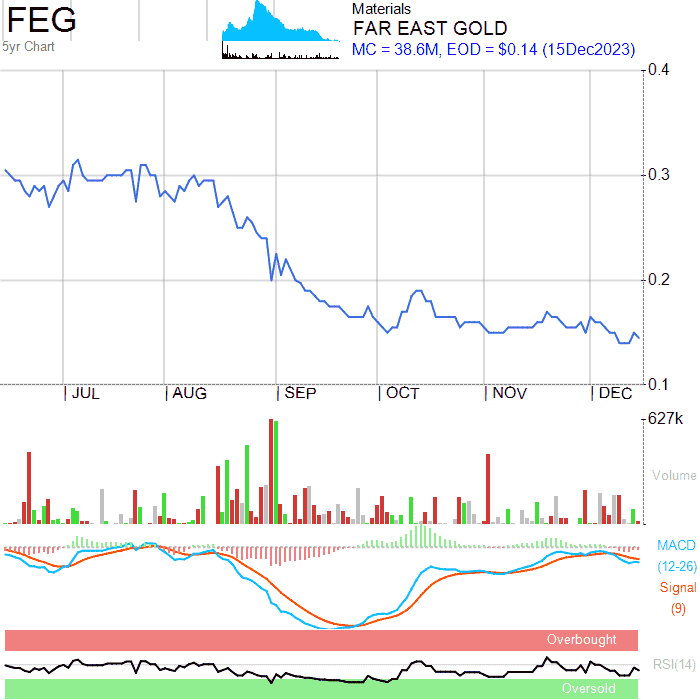 FEG
5yr Chart
Materials
FAR EAST GOLD
MC = 38.6M, EOD = $0.14 (15Dec2023)
0.4
0.3
0.2
0.1
JUL AUG SEP OCT NOV DEC
627k
Volume
MACD
(12-26)
Signal
(9)
Overbought
RSI(14)
Oversold